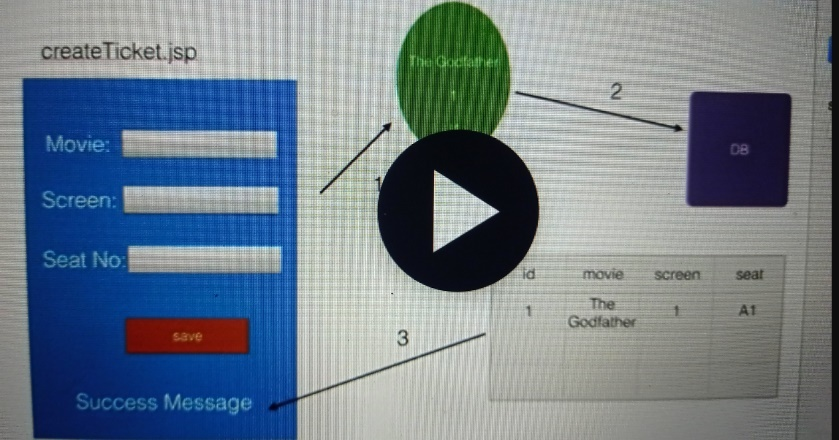 createTicket.jsp
Movie:
Screen:
Seat No:
save
Success Message
The Godfather
1
1
2
DB
3
id movie screen seat
1 The Godfather 1 A1